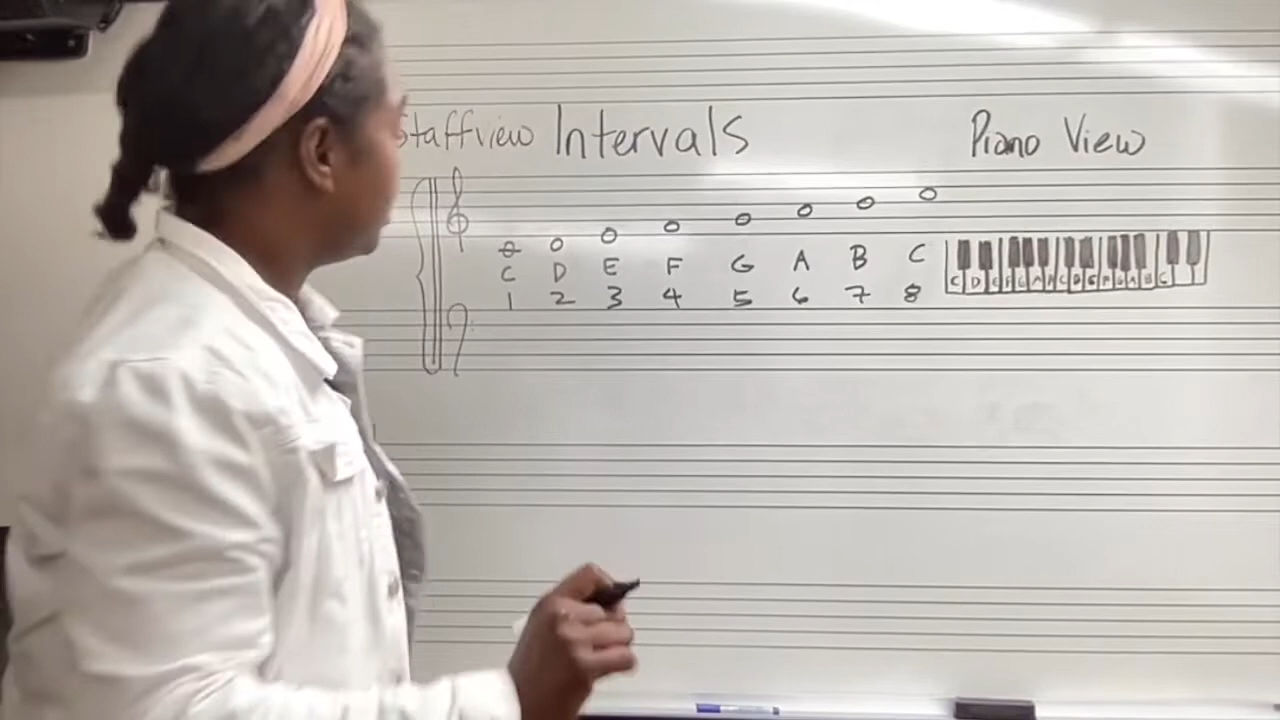 Staffview Intervals Piano View
C D E F G A B C
1 2 3 4 5 6 7 8
C D E F G A B C D E F G A B C